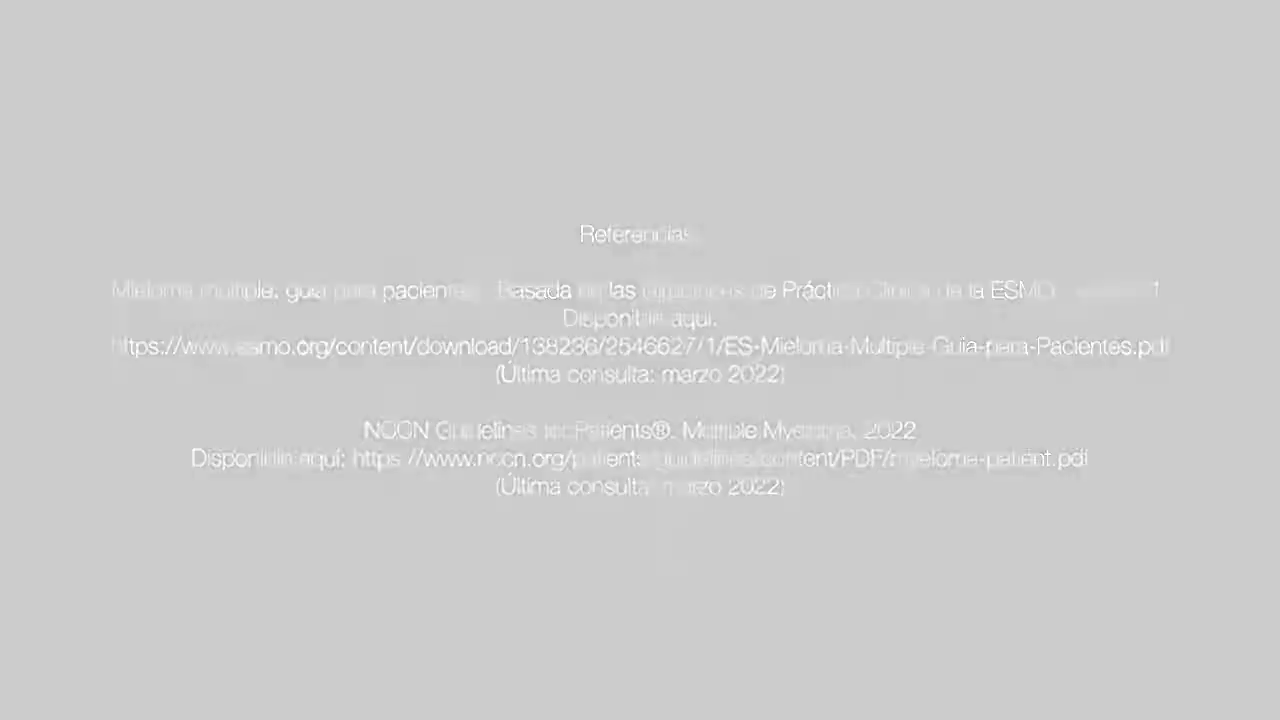 Referencias
Mieloma múltiple. guía para pacientes. Basada en las de Práctica Clínica de la ESMO
Disponible aquí.
https://www.esmo.org/content/download/138236/2546627/1/ES-Mieloma-Multiple-Guia-para-Pacientes.pdf
(Última consulta: marzo 2022)
NCCN Guidelines for Patients®. Multiple Myeloma, 2022
Disponible aquí: https://www.nccn.org/patients/guidelines/content/PDF/myeloma-patient.pdf
(Última consulta: marzo 2022)